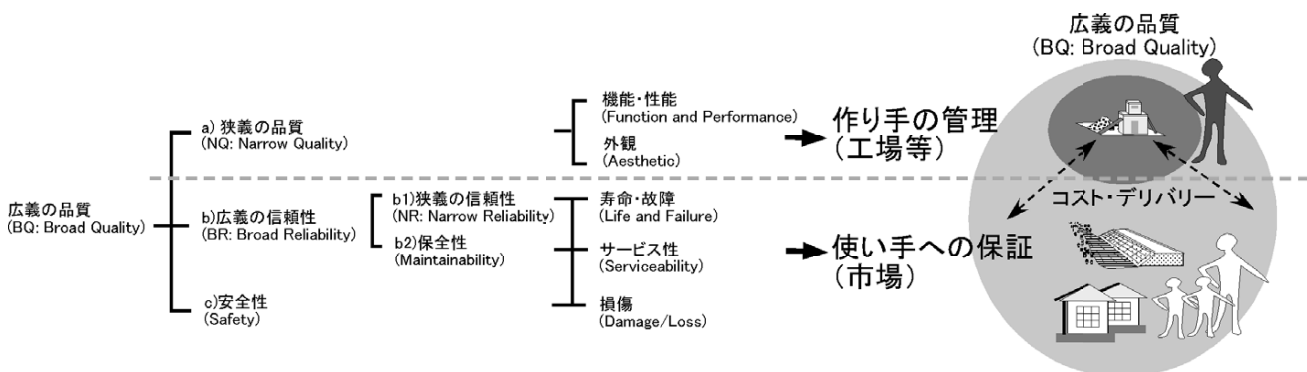 広義の品質
(BQ: Broad Quality)
a) 狭義の品質
(NQ: Narrow Quality)
b)広義の信頼性
(BR: Broad Reliability)
c)安全性
(Safety)
b1)狭義の信頼性
(NR: Narrow Reliability)
b2)保全性
(Maintainability)
機能・性能
(Function and Performance)
外観
(Aesthetic)
寿命・故障
(Life and Failure)
サービス性
(Serviceability)
損傷
(Damage/Loss)
作り手の管理
(工場等)
使い手への保証
(市場)
広義の品質
(BQ: Broad Quality)
コスト・デリバリー